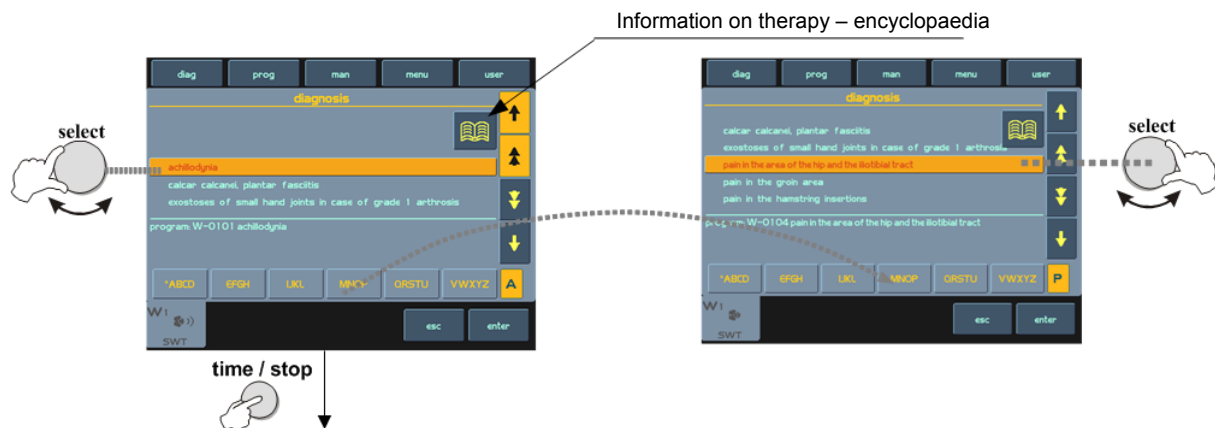 Information on therapy – encyclopaedia
diag prog man menu user
diagnosis
select
achillodynia
calcar calcanei, plantar fasciitis
exostoses of small hand joints in case of grade 1 arthrosis
program: W-0101 achillodynia
*ABCD EFGH IJKL MNOP QRSTU VWXYZ A
W1
SWT
esc enter
time / stop
diag prog man menu user
diagnosis
calcar calcanei, plantar fasciitis
exostoses of small hand joints in case of grade 1 arthrosis
select
pain in the area of the hip and the iliotibial tract
pain in the groin area
pain in the hamstring insertions
program: W-0104 pain in the area of the hip and the iliotibial tract
*ABCD EFGH IJKL MNOP QRSTU VWXYZ P
W1
SWT
esc enter